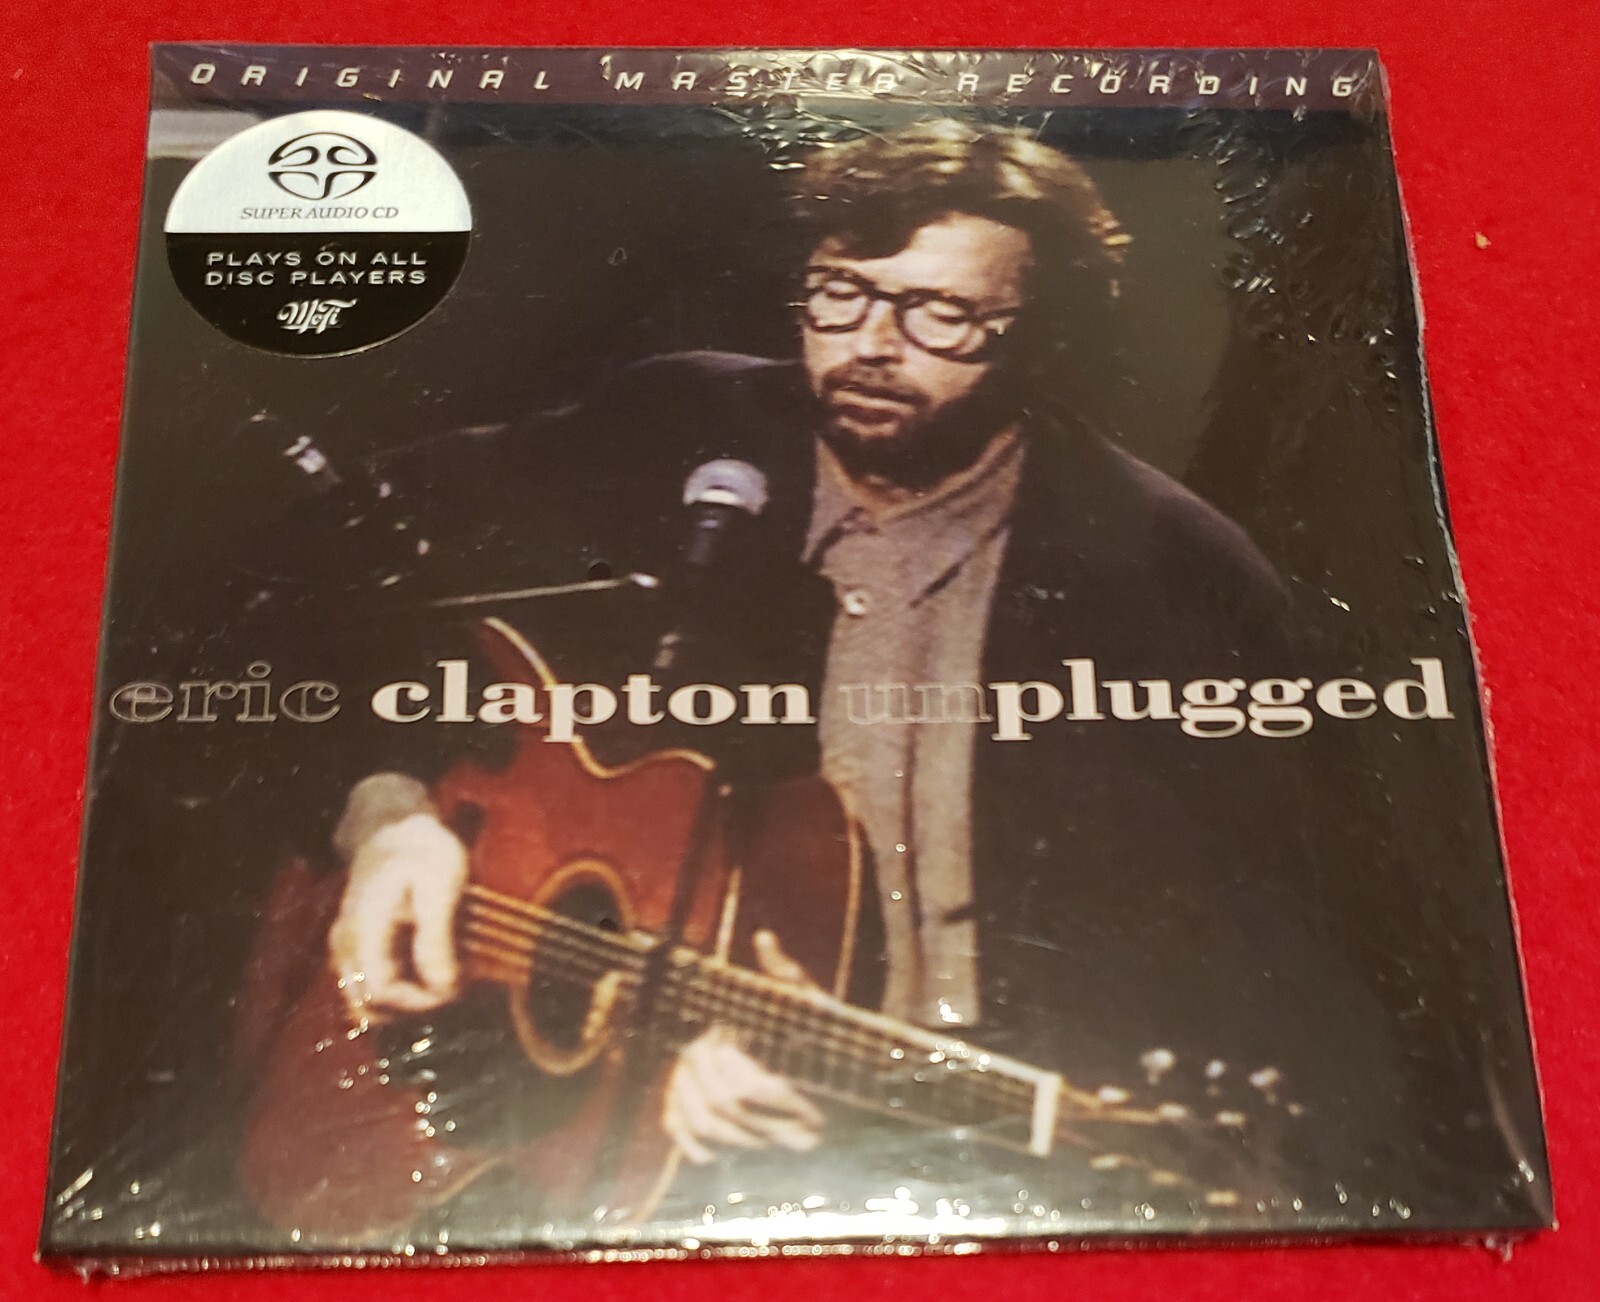 ORIGINAL MASTER RECORDING
SUPER AUDIO CD
PLAYS ON ALL
DISC PLAYERS
MoFi
eric clapton unplugged